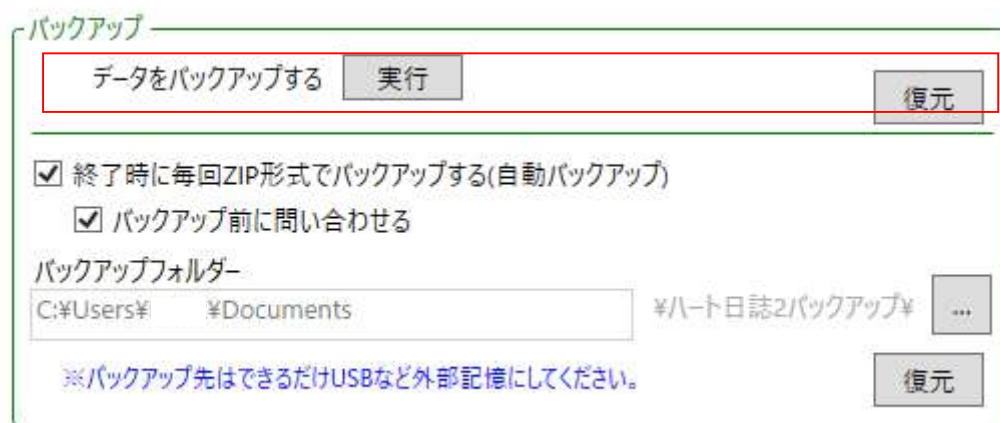 バックアップ
データをバックアップする 実行 復元
終了時に毎回ZIP形式でバックアップする(自動バックアップ)
バックアップ前に問い合わせる
バックアップフォルダー
C:¥Users¥ ¥Documents ¥ハート日誌2バックアップ¥ ...
※バックアップ先はできるだけUSBなど外部記憶にしてください。 復元